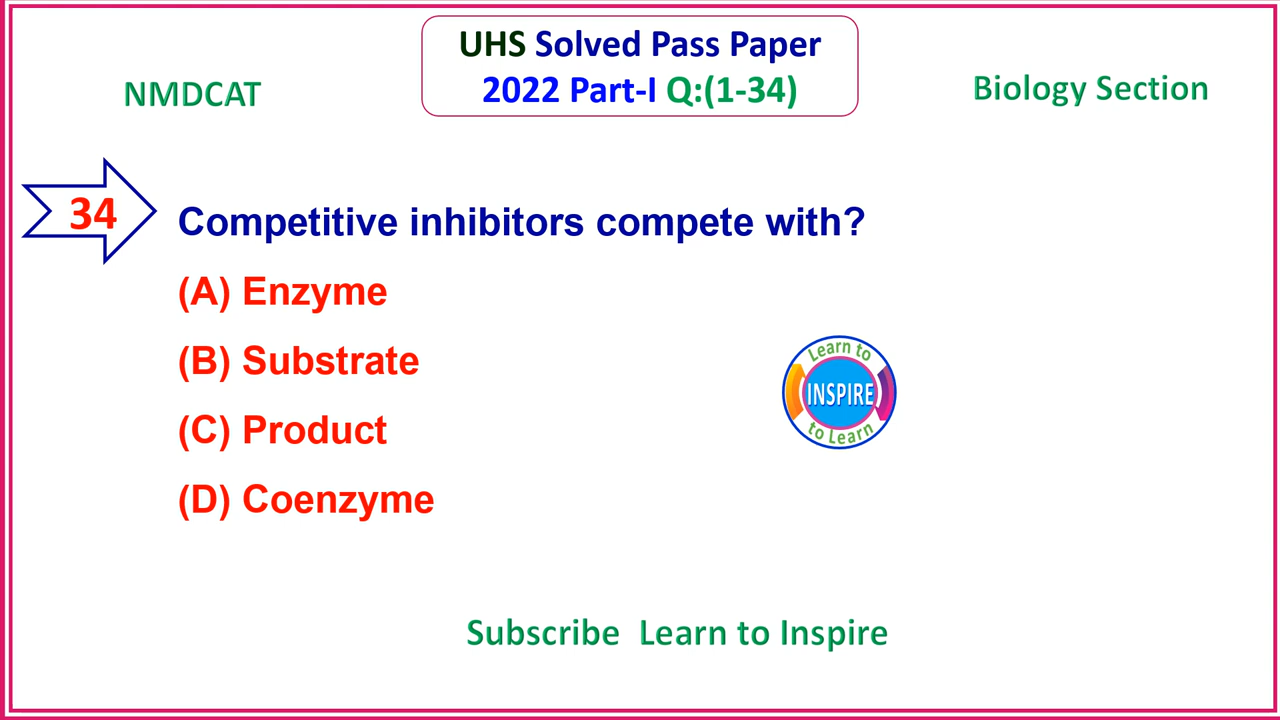 UHS Solved Pass Paper
2022 Part-I Q:(1-34)
NMDCAT
Biology Section
34
Competitive inhibitors compete with?
(A) Enzyme
(B) Substrate
(C) Product
(D) Coenzyme
Learn to
INSPIRE
to Learn
Subscribe Learn to Inspire